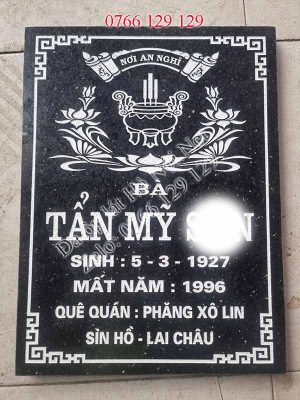 0766 129 129
NƠI AN NGHỈ
BÀ
TẨN MỲ
SINH : 5 - 3 - 1927
MẤT NĂM : 1996
QUÊ QUÁN : PHĂNG XÔ LIN
SÌN HỒ - LAI CHÂU